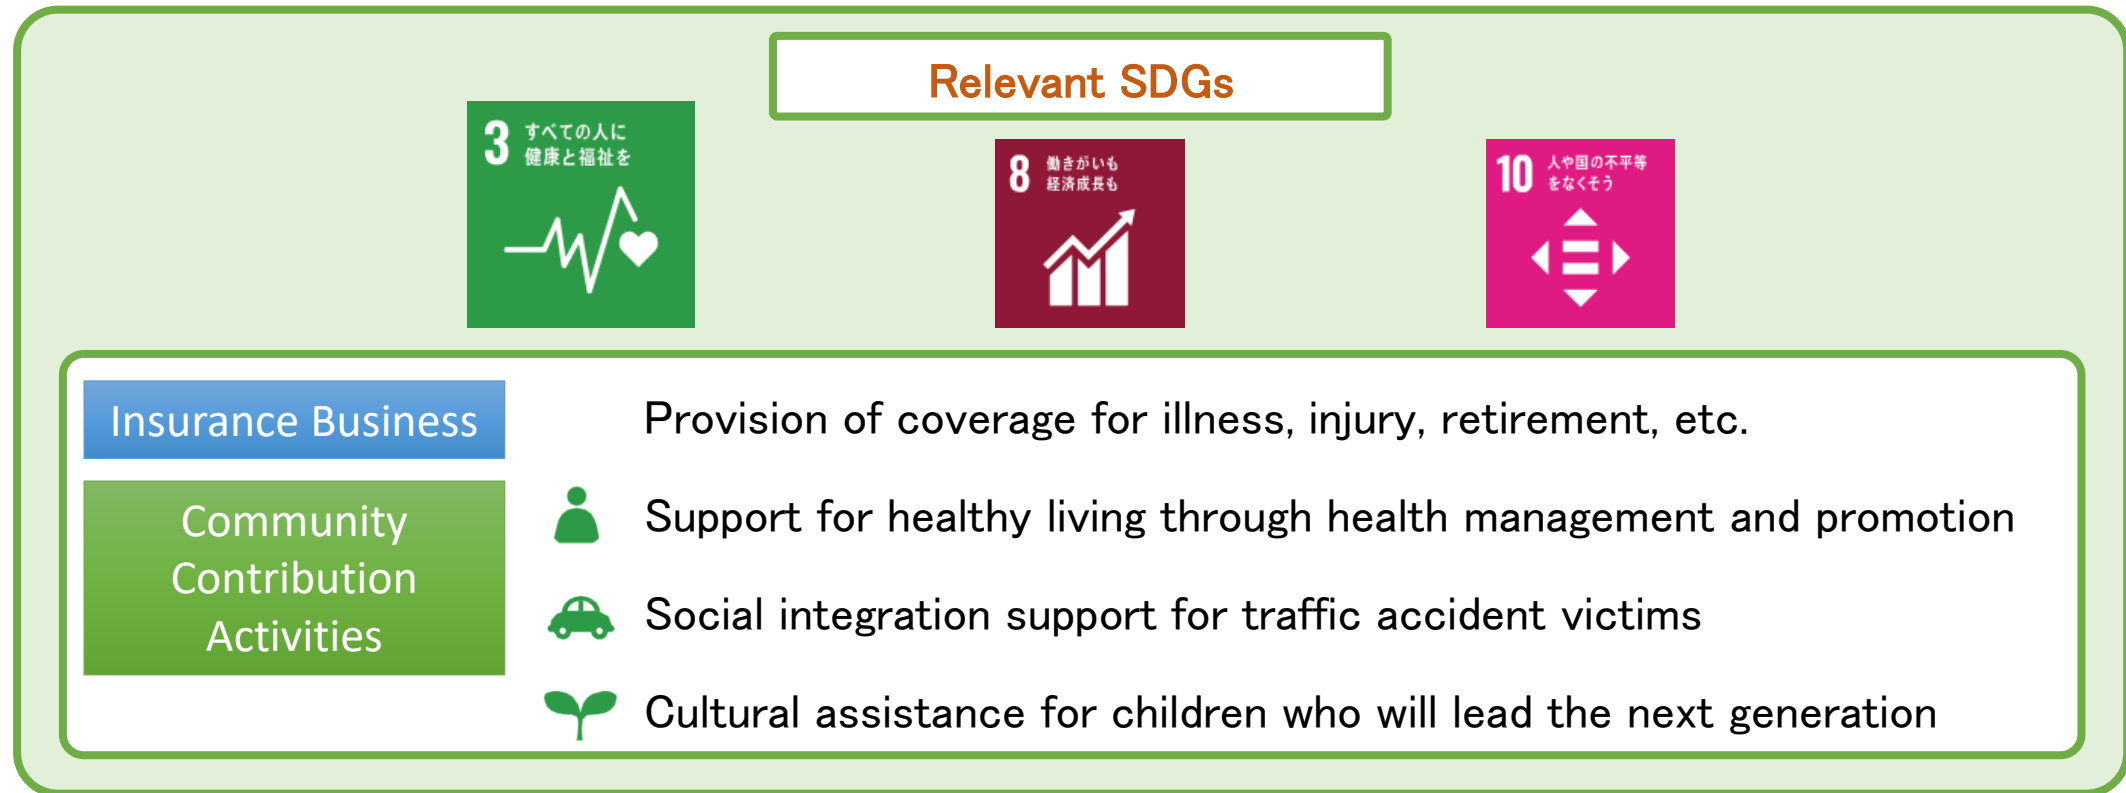 Relevant SDGs
3 すべての人に
健康と福祉を
8 働きがいも
経済成長も
10 人や国の不平等
をなくそう
Insurance Business
Provision of coverage for illness, injury, retirement, etc.
Community
Contribution
Activities
Support for healthy living through health management and promotion
Social integration support for traffic accident victims
Cultural assistance for children who will lead the next generation